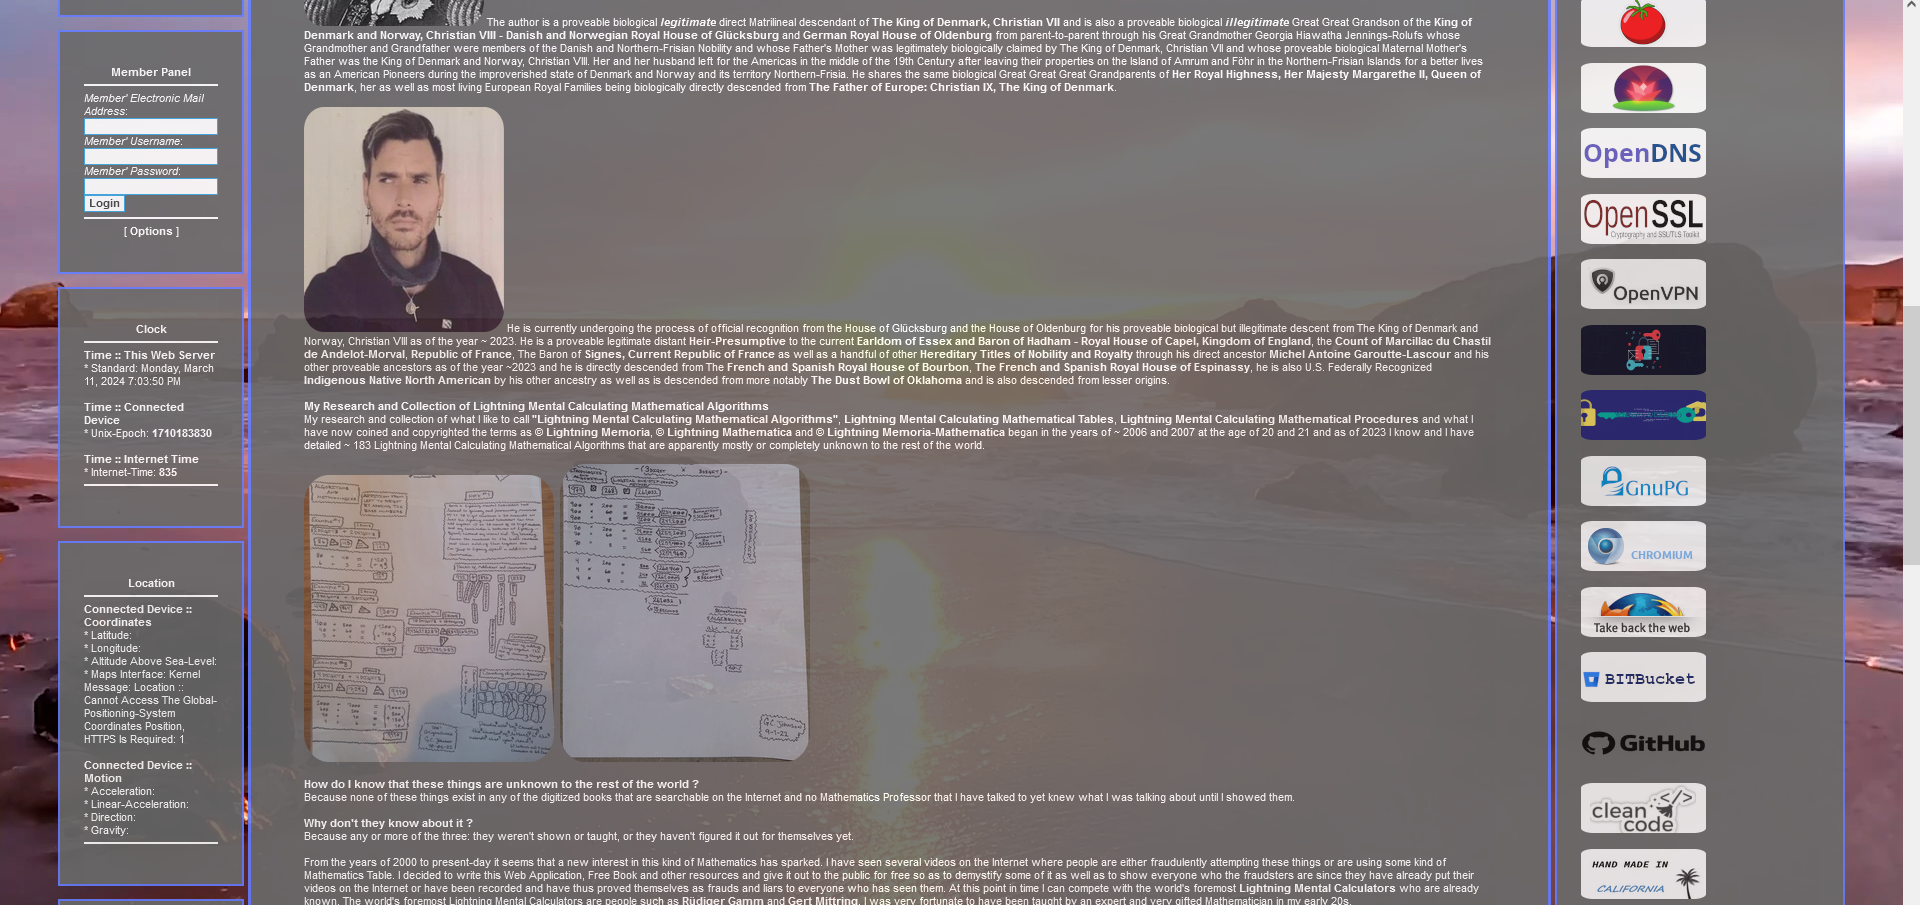 Member Panel
Member' Electronic Mail
Address:
Member' Username:
Member' Password:
Login
[ Options ]
Clock
Time :: This Web Server
* Standard: Monday, March
11, 2024 7:03:50 PM
Time :: Connected
Device
* Unix-Epoch: 1710183830
Time :: Internet Time
* Internet-Time: 835
Location
Connected Device ::
Coordinates
* Latitude:
* Longitude:
* Altitude Above Sea-Level:
* Maps Interface: Kernel
Message: Location ::
Cannot Access The Global-
Positioning-System
Coordinates Position,
HTTPS Is Required: 1
Connected Device ::
Motion
* Acceleration:
* Linear-Acceleration:
* Direction:
* Gravity:
The author is a proveable biological legitimate direct Matrilineal descendant of The King of Denmark, Christian VII and is also a proveable biological illegitimate Great Great Grandson of the King of
Denmark and Norway, Christian VIII - Danish and Norwegian Royal House of Glücksburg and German Royal House of Oldenburg from parent-to-parent through his Great Grandmother Georgia Hiawatha Jennings-Rolufs whose
Grandmother and Grandfather were members of the Danish and Northern-Frisian Nobility and whose Father's Mother was legitimately biologically claimed by The King of Denmark, Christian VII and whose proveable biological Maternal Mother's
Father was the King of Denmark and Norway, Christian VIII. Her and her husband left for the Americas in the middle of the 19th Century after leaving their properties on the Island of Amrum and Föhr in the Northern-Frisian Islands for a better lives
as an American Pioneers during the improverished state of Denmark and Norway and its territory Northern-Frisia. He shares the same biological Great Great Great Grandparents of Her Royal Highness, Her Majesty Margarethe II, Queen of
Denmark, her as well as most living European Royal Families being biologically directly descended from The Father of Europe: Christian IX, The King of Denmark.
He is currently undergoing the process of official recognition from the House of Glücksburg and the House of Oldenburg for his proveable biological but illegitimate descent from The King of Denmark and
Norway, Christian VIII as of the year ~ 2023. He is a proveable legitimate distant Heir-Presumptive to the current Earldom of Essex and Baron of Hadham - Royal House of Capel, Kingdom of England, the Count of Marcillac du Chastil
de Andelot-Morval, Republic of France, The Baron of Signes, Current Republic of France as well as a handful of other Hereditary Titles of Nobility and Royalty through his direct ancestor Michel Antoine Garoutte-Lascour and his
other proveable ancestors as of the year ~2023 and he is directly descended from The French and Spanish Royal House of Bourbon, The French and Spanish Royal House of Espinassy, he is also U.S. Federally Recognized
Indigenous Native North American by his other ancestry as well as is descended from more notably The Dust Bowl of Oklahoma and is also descended from lesser origins.
My Research and Collection of Lightning Mental Calculating Mathematical Algorithms
My research and collection of what I like to call "Lightning Mental Calculating Mathematical Algorithms", Lightning Mental Calculating Mathematical Tables, Lightning Mental Calculating Mathematical Procedures and what I
have now coined and copyrighted the terms as © Lightning Memoria, © Lightning Mathematica and © Lightning Memoria-Mathematica began in the years of ~ 2006 and 2007 at the age of 20 and 21 and as of 2023 I know and I have
detailed ~ 183 Lightning Mental Calculating Mathematical Algorithms that are apparently mostly or completely unknown to the rest of the world.
How do I know that these things are unknown to the rest of the world ?
Because none of these things exist in any of the digitized books that are searchable on the Internet and no Mathematics Professor that I have talked to yet knew what I was talking about until I showed them.
Why don't they know about it ?
Because any or more of the three: they weren't shown or taught, or they haven't figured it out for themselves yet.
From the years of 2000 to present-day it seems that a new interest in this kind of Mathematics has sparked. I have seen several videos on the Internet where people are either fraudulently attempting these things or are using some kind of
Mathematics Table. I decided to write this Web Application, Free Book and other resources and give it out to the public for free so as to demystify some of it as well as to show everyone who the fraudsters are since they have already put their
videos on the Internet or have been recorded and have thus proved themselves as frauds and liars to everyone who has seen them. At this point in time I can compete with the world's foremost Lightning Mental Calculators who are already
known. The world's foremost Lightning Mental Calculators are people such as Rüdiger Gamm and Gert Mittring. I was very fortunate to have been taught by an expert and very gifted Mathematician in my early 20s.
OpenDNS
OpenSSL
Cryptography and SSL/TLS Toolkit
OpenVPN
GnuPG
CHROMIUM
Take back the web
BITBucket
GitHub
clean
code
HAND MADE IN
CALIFORNIA